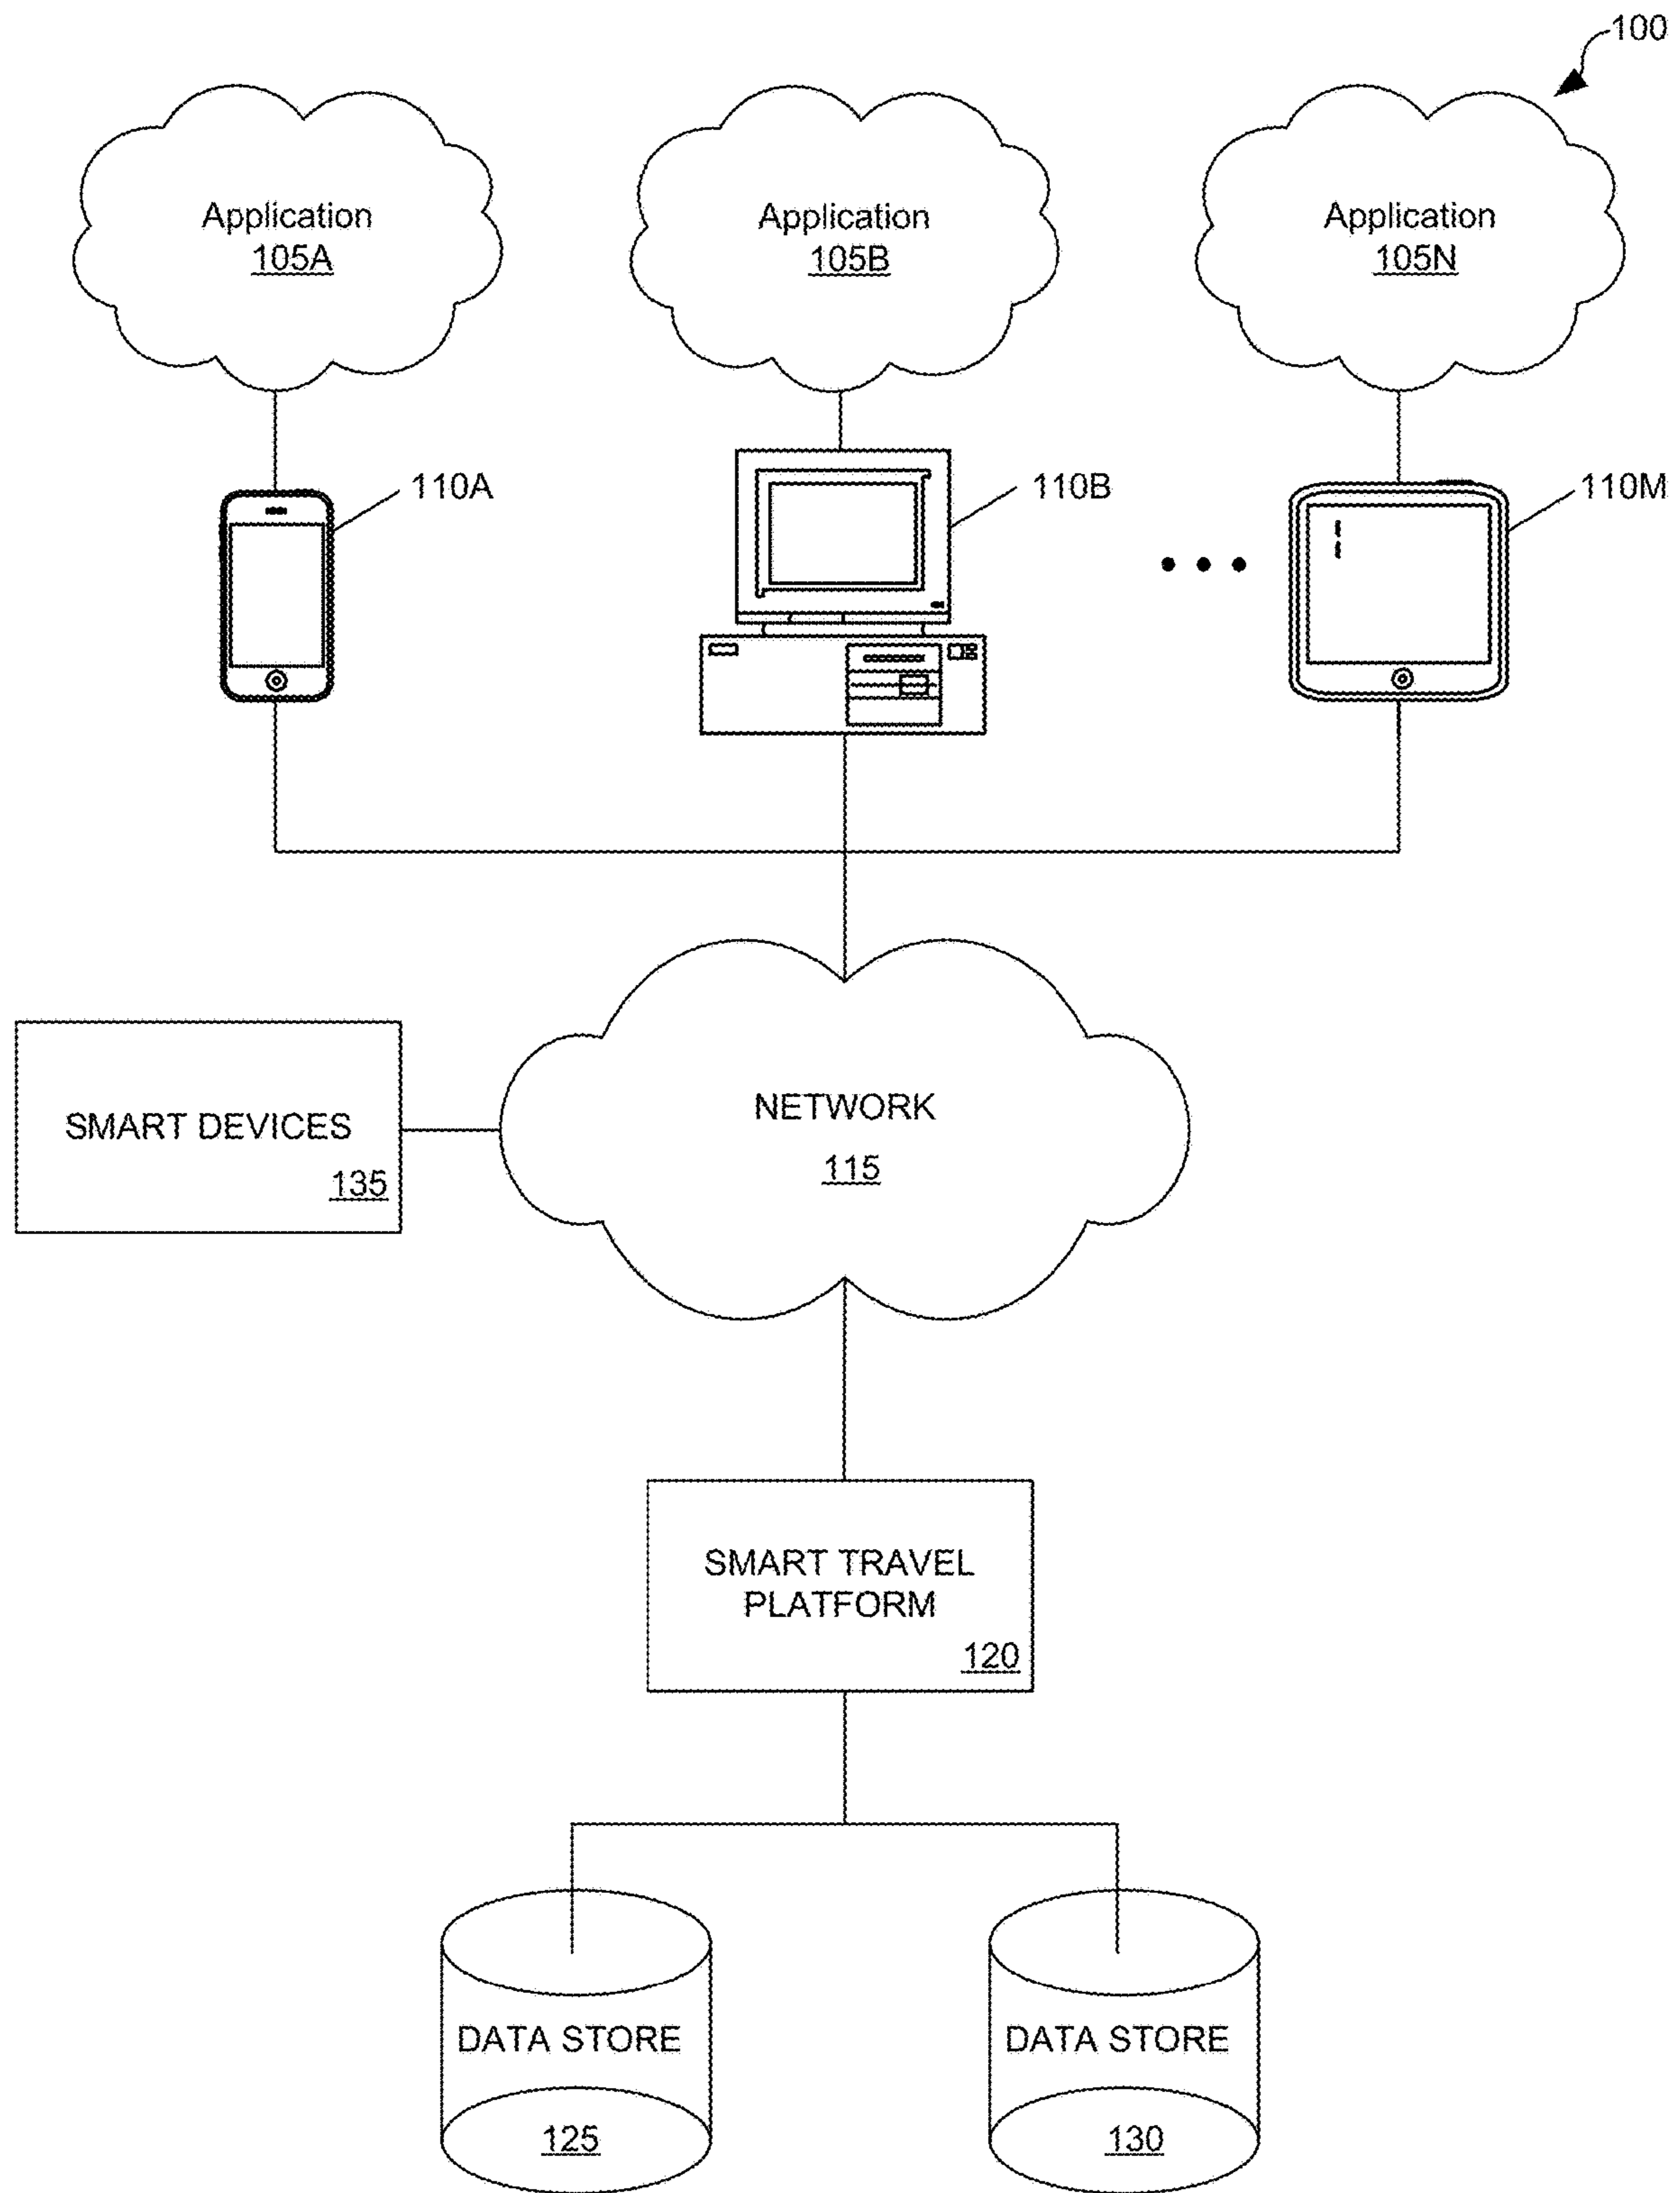 100
Application
105A
Application
105B
Application
105N
110A
110B
110M
NETWORK
115
SMART DEVICES
135
SMART TRAVEL
PLATFORM
120
DATA STORE
125
DATA STORE
130